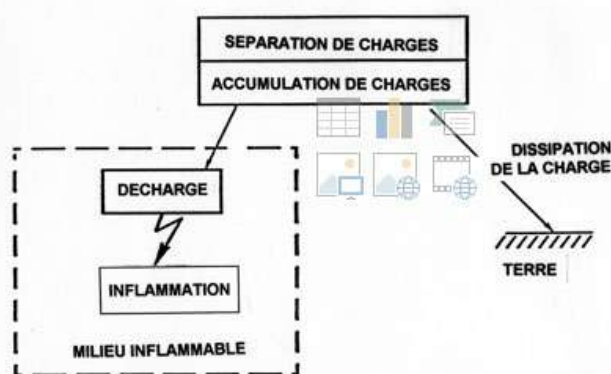 SEPARATION DE CHARGES
ACCUMULATION DE CHARGES
DISSIPATION
DE LA CHARGE
DECHARGE
TERRE
INFLAMMATION
MILIEU INFLAMMABLE